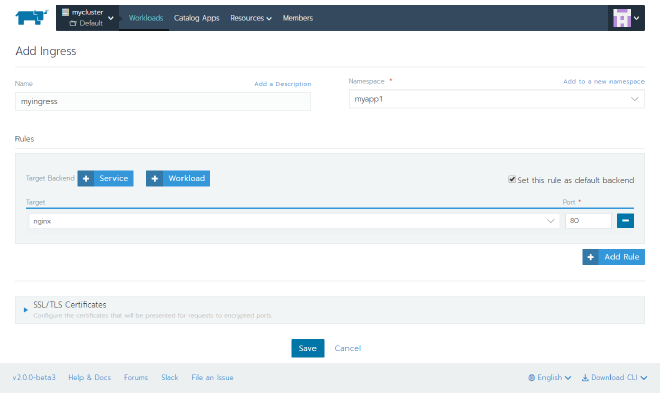 mycluster
Default
Workloads Catalog Apps Resources Members
Add Ingress
Name Add a Description
myingress
Namespace * Add to a new namespace
myapp1
Rules
Target Backend + Service + Workload
Set this rule as default backend
Target Port *
nginx 80
+ Add Rule
SSL/TLS Certificates
Configure the certificates that will be presented for requests to encrypted ports
Save Cancel
v2.0.0-beta3 Help & Docs Forums Slack File an Issue English Download CLI